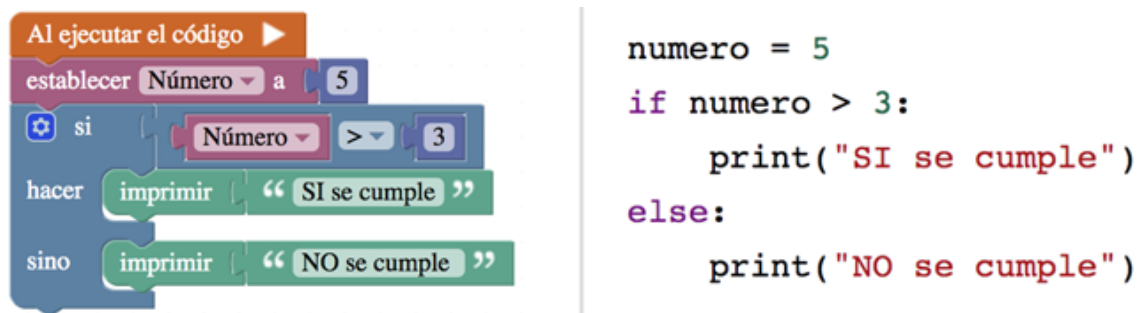 Al ejecutar el código
establecer Número a 5
si Número > 3
hacer imprimir “ SI se cumple ”
sino imprimir “ NO se cumple ”
numero = 5
if numero > 3:
    print("SI se cumple")
else:
    print("NO se cumple")